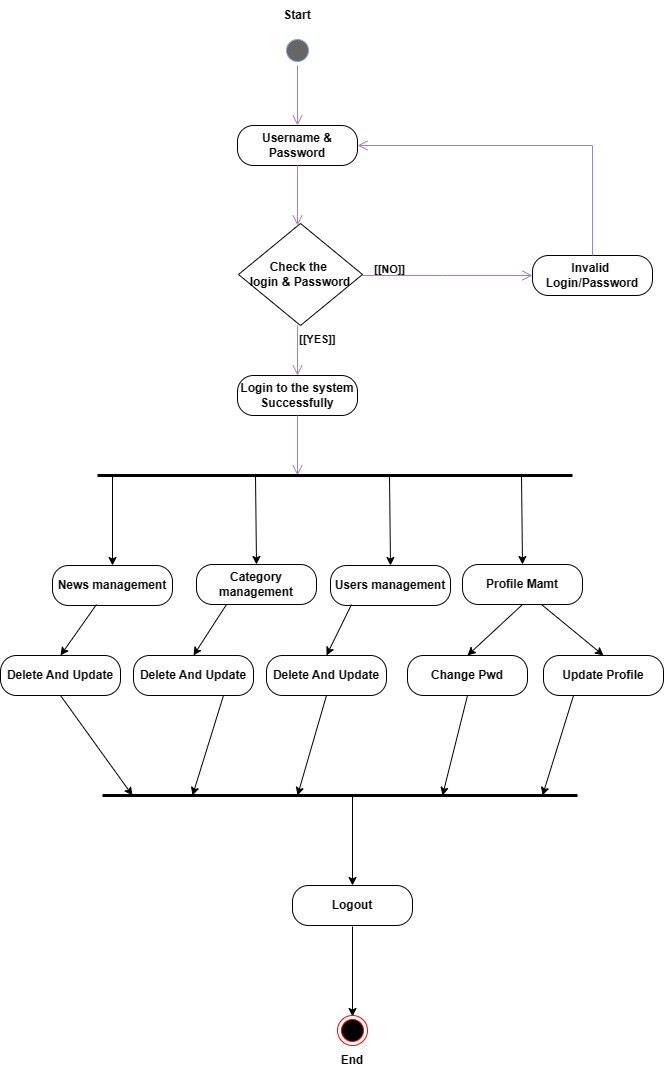 Start
Username &
Password
Check the
login & Password
[[NO]]
Invalid
Login/Password
[[YES]]
Login to the system
Successfully
News management
Category
management
Users management
Profile Mamt
Delete And Update
Delete And Update
Delete And Update
Change Pwd
Update Profile
Logout
End